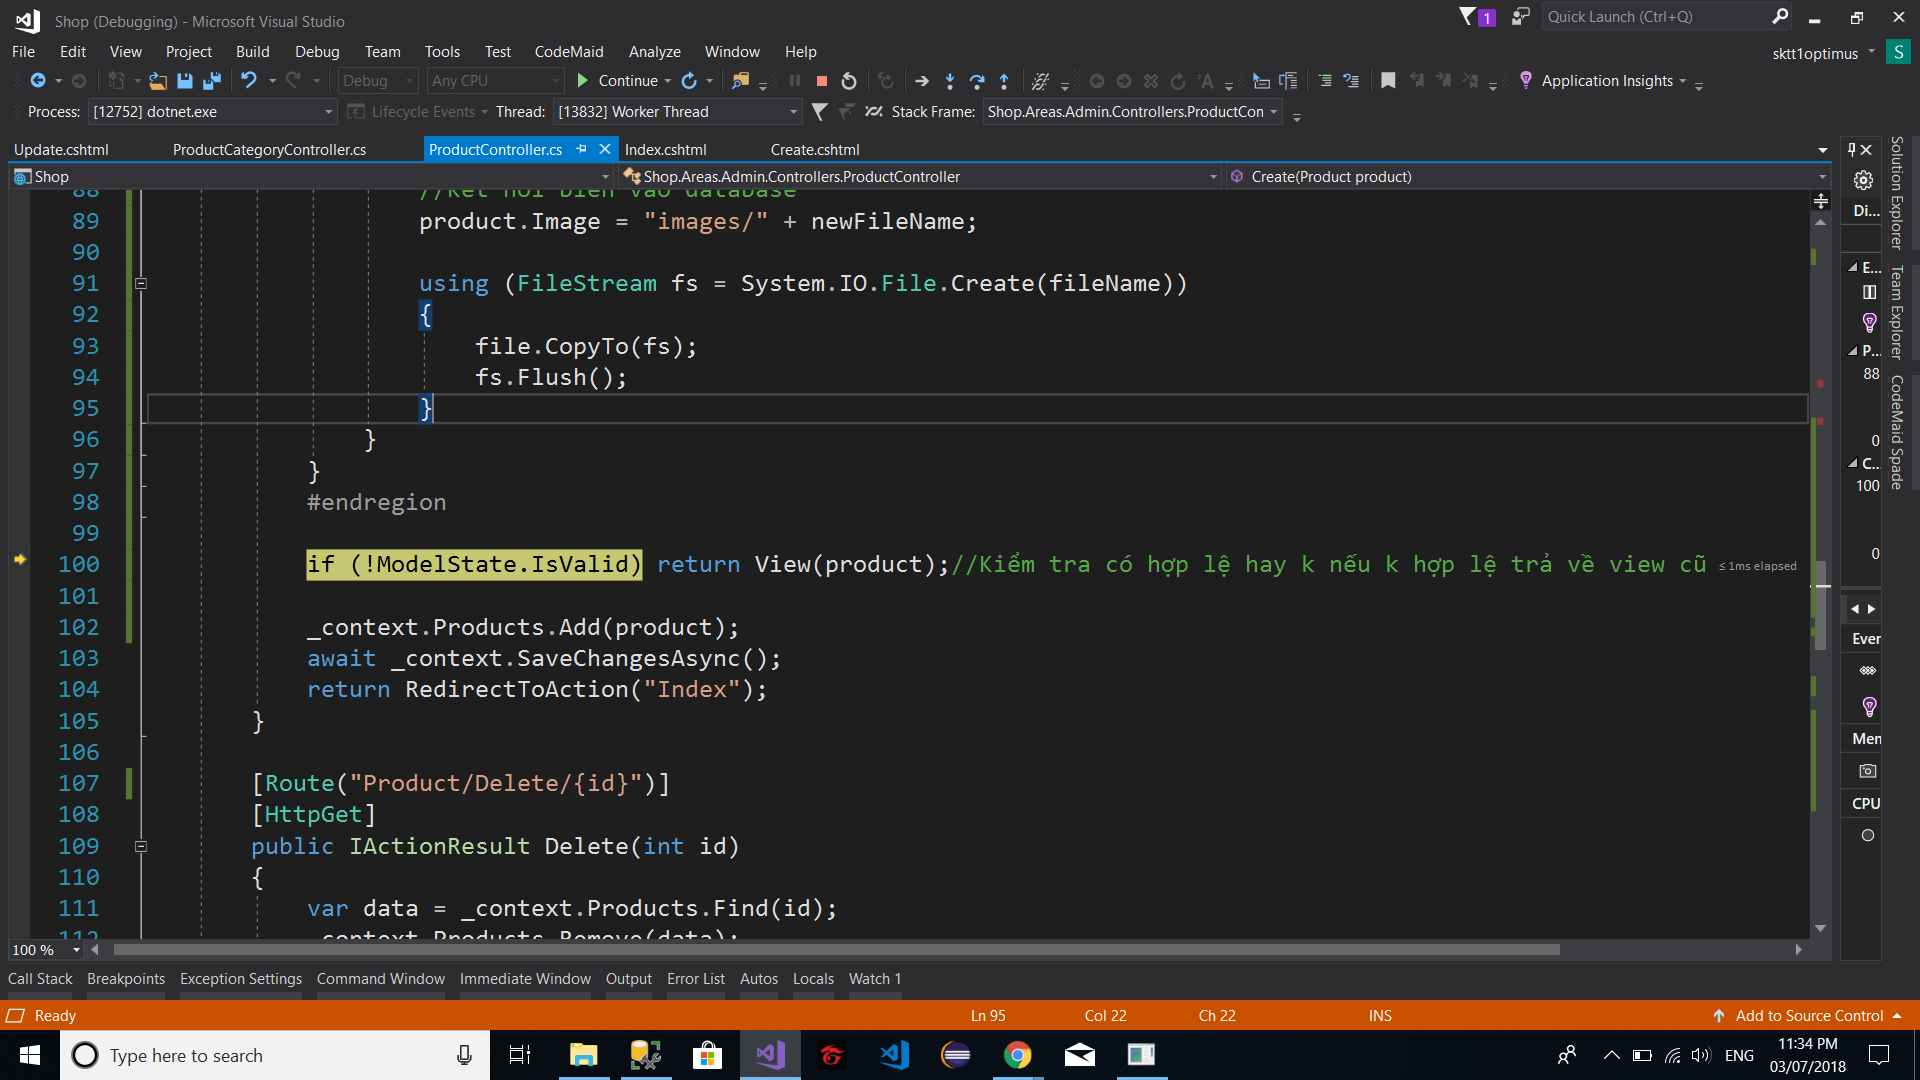 Shop (Debugging) - Microsoft Visual Studio
1
Quick Launch (Ctrl+Q)
File Edit View Project Build Debug Team Tools Test CodeMaid Analyze Window Help
sktt1optimus S
Debug Any CPU Continue Application Insights
Process: [12752] dotnet.exe Lifecycle Events Thread: [13832] Worker Thread Stack Frame: Shop.Areas.Admin.Controllers.ProductCon
Update.cshtml ProductCategoryController.cs ProductController.cs Index.cshtml Create.cshtml
Shop Shop.Areas.Admin.Controllers.ProductController Create(Product product)
88 //Kết nối biến vào database
89 product.Image = "images/" + newFileName;
90
91 using (FileStream fs = System.IO.File.Create(fileName))
92 {
93 file.CopyTo(fs);
94 fs.Flush();
95 }
96 }
97 }
98 #endregion
99
100 if (!ModelState.IsValid) return View(product);//Kiểm tra có hợp lệ hay k nếu k hợp lệ trả về view cũ ≤ 1ms elapsed
101
102 _context.Products.Add(product);
103 await _context.SaveChangesAsync();
104 return RedirectToAction("Index");
105 }
106
107 [Route("Product/Delete/{id}")]
108 [HttpGet]
109 public IActionResult Delete(int id)
110 {
111 var data = _context.Products.Find(id);
112 _context.Products.Remove(data);
Di...
E...
P...
88
0
C...
100
0
Ever
Men
CPU
Solution Explorer
Team Explorer
CodeMaid Spade
100 %
Call Stack Breakpoints Exception Settings Command Window Immediate Window Output Error List Autos Locals Watch 1
Ready Ln 95 Col 22 Ch 22 INS Add to Source Control
Type here to search
ENG
11:34 PM
03/07/2018